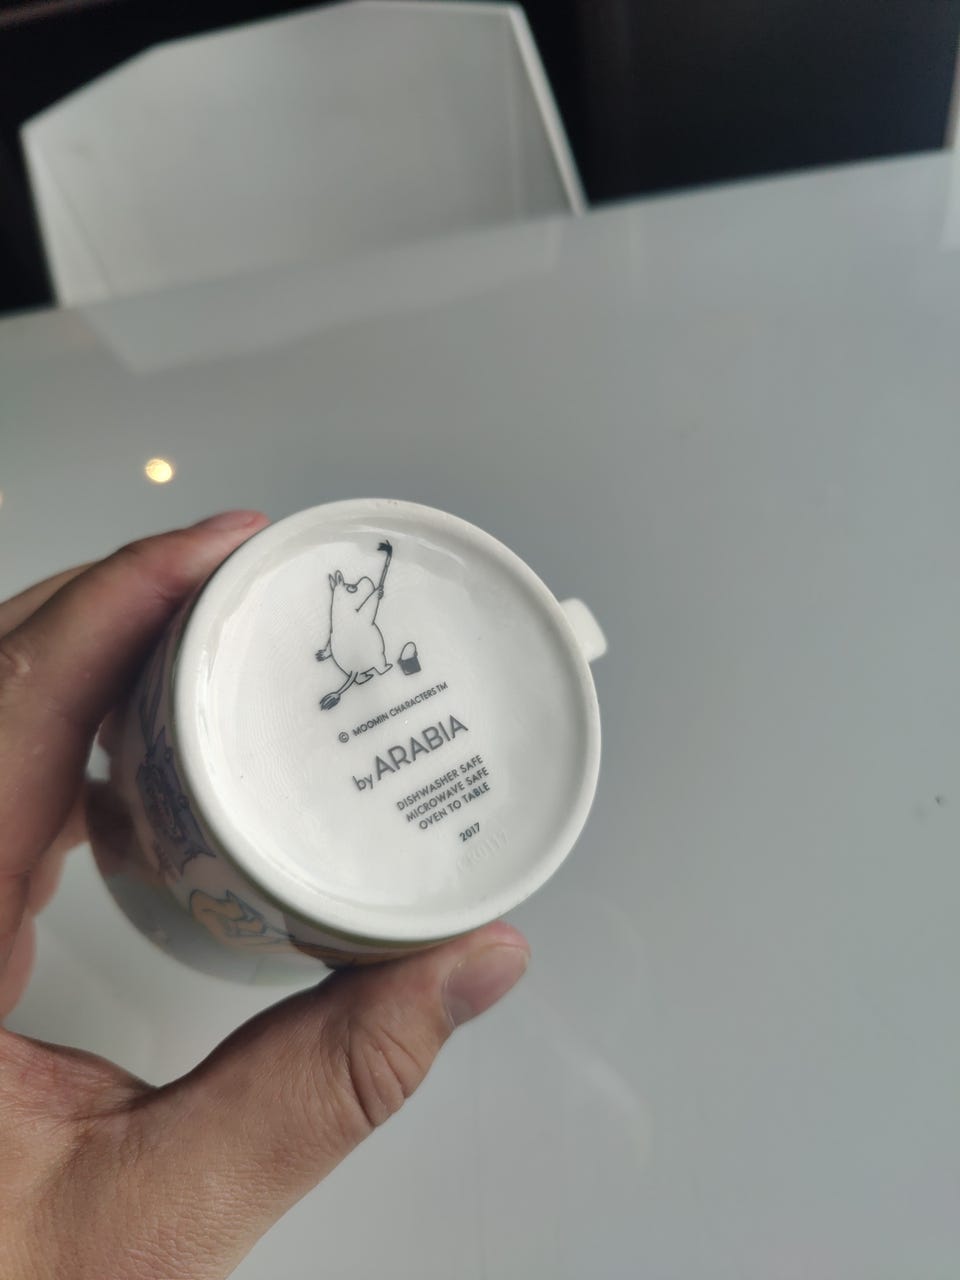 © MOOMIN CHARACTERS TM
by ARABIA
DISHWASHER SAFE
MICROWAVE SAFE
OVEN TO TABLE
2017